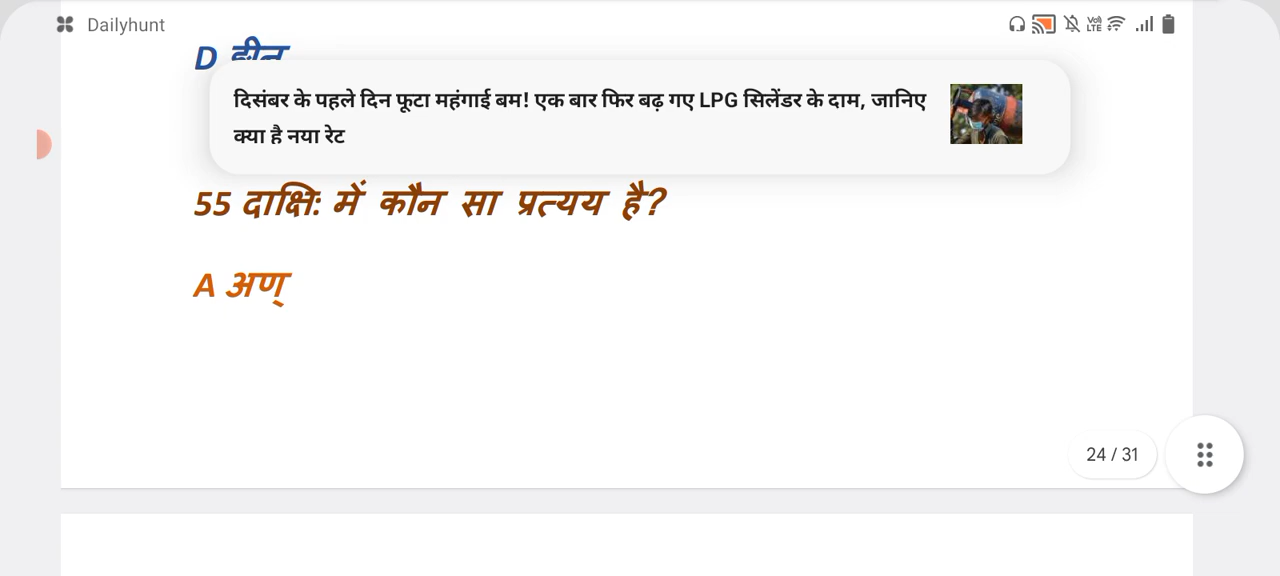 Dailyhunt
D हीन
दिसंबर के पहले दिन फूटा महंगाई बम! एक बार फिर बढ़ गए LPG सिलेंडर के दाम, जानिए
क्या है नया रेट
55 दाक्षि: में कौन सा प्रत्यय है?
A अण्
24 / 31